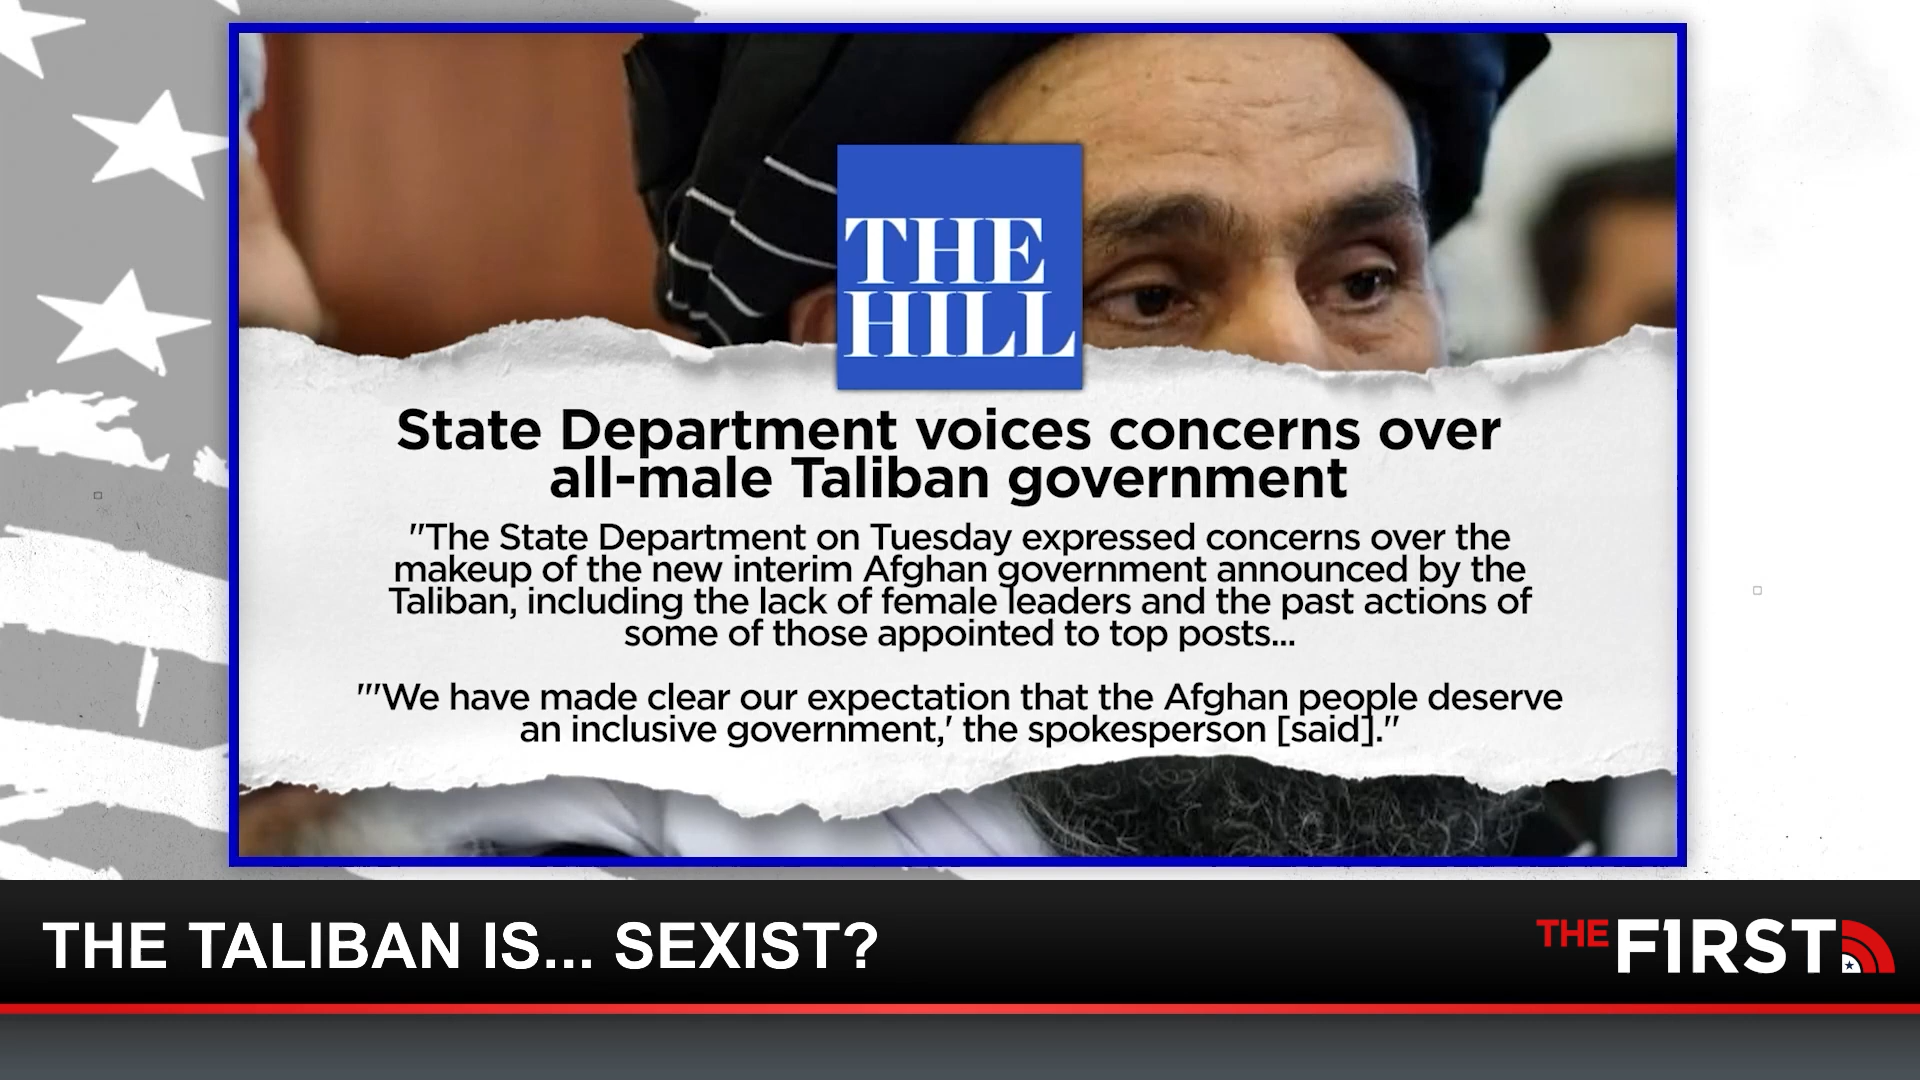 THE
HILL
State Department voices concerns over
all-male Taliban government
"The State Department on Tuesday expressed concerns over the
makeup of the new interim Afghan government announced by the
Taliban, including the lack of female leaders and the past actions of
some of those appointed to top posts...
"'We have made clear our expectation that the Afghan people deserve
an inclusive government,' the spokesperson [said]."
THE TALIBAN IS... SEXIST?
THE FIRST